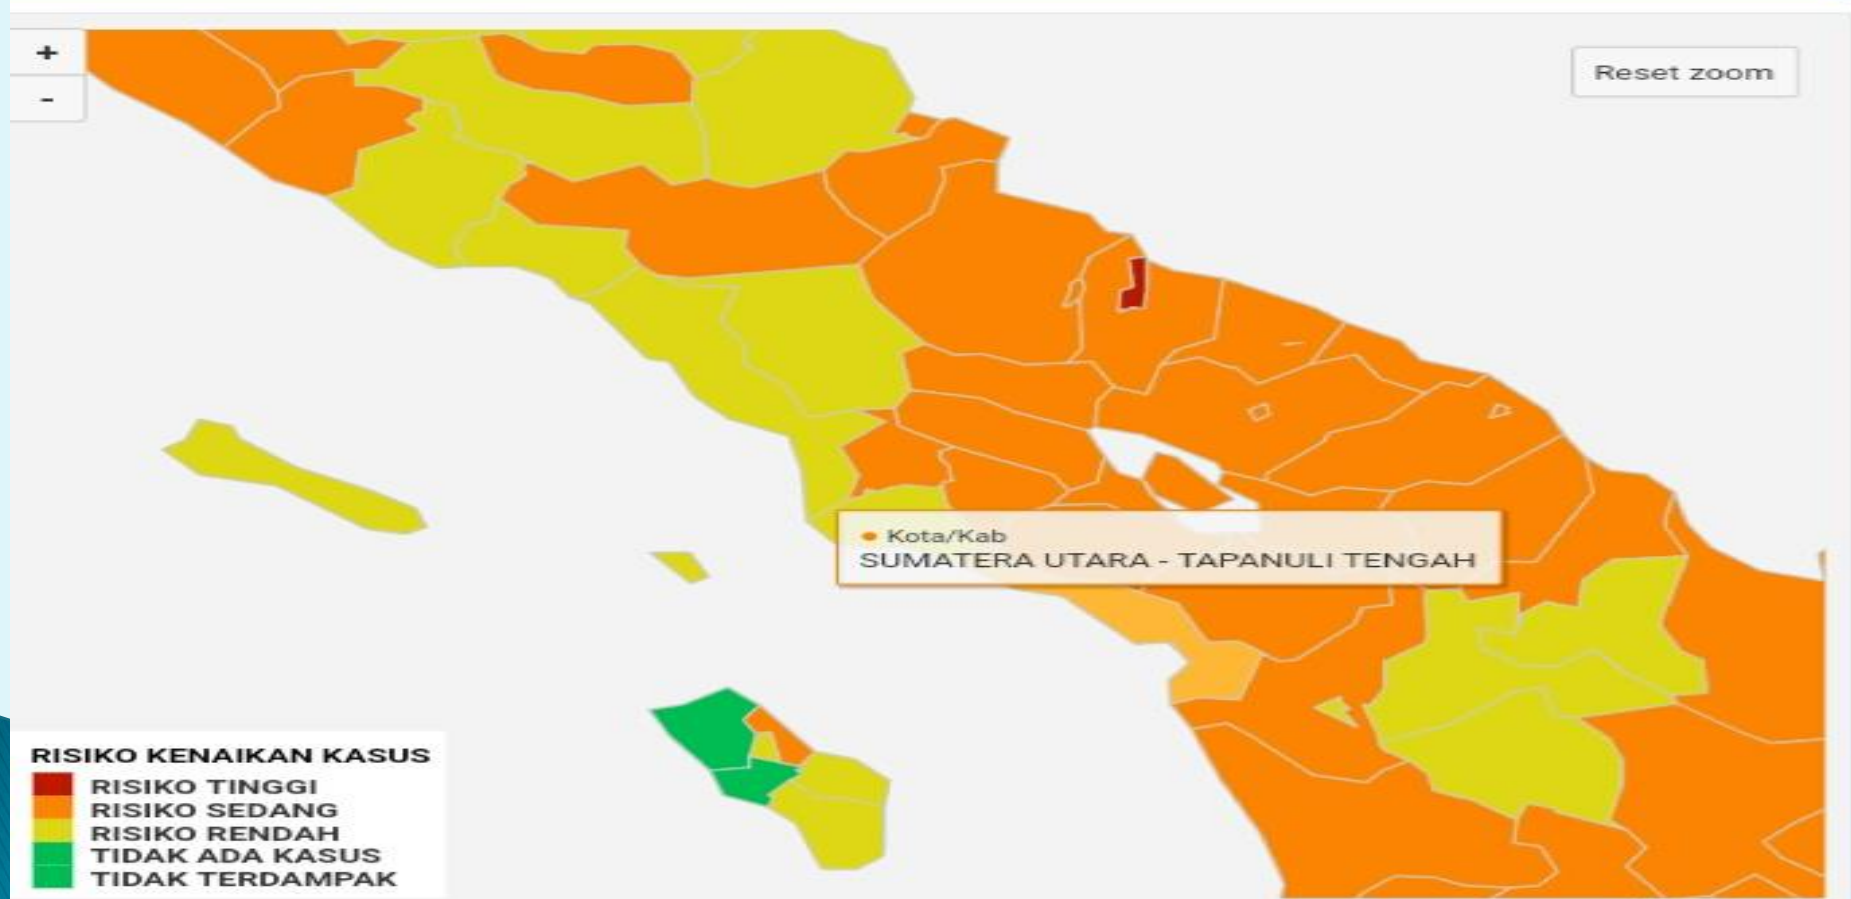 +
-
Reset zoom
Kota/Kab
SUMATERA UTARA - TAPANULI TENGAH
RISIKO KENAIKAN KASUS
RISIKO TINGGI
RISIKO SEDANG
RISIKO RENDAH
TIDAK ADA KASUS
TIDAK TERDAMPAK